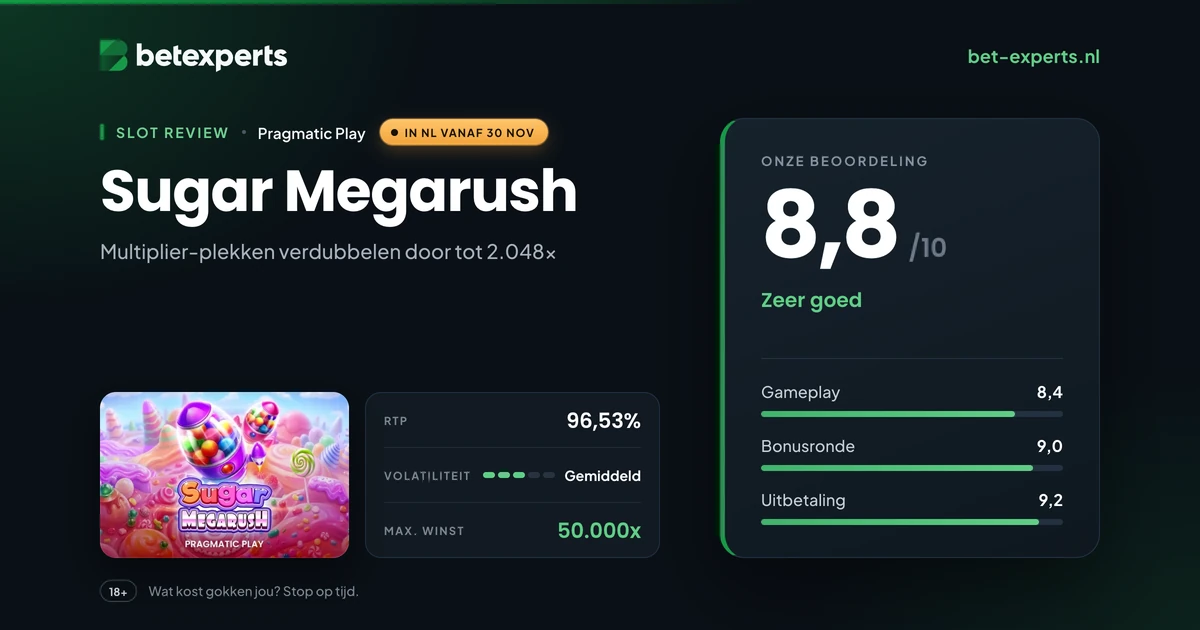 betexperts
bet-experts.nl
SLOT REVIEW • Pragmatic Play • IN NL VANAF 30 NOV
Sugar Megarush
Multiplier-plekken verdubbelen door tot 2.048×
Sugar
MEGARUSH
PRAGMATIC PLAY
RTP 96,53%
VOLATILITEIT Gemiddeld
MAX. WINST 50.000x
ONZE BEOORDELING
8,8 /10
Zeer goed
Gameplay 8,4
Bonusronde 9,0
Uitbetaling 9,2
18+ Wat kost gokken jou? Stop op tijd.